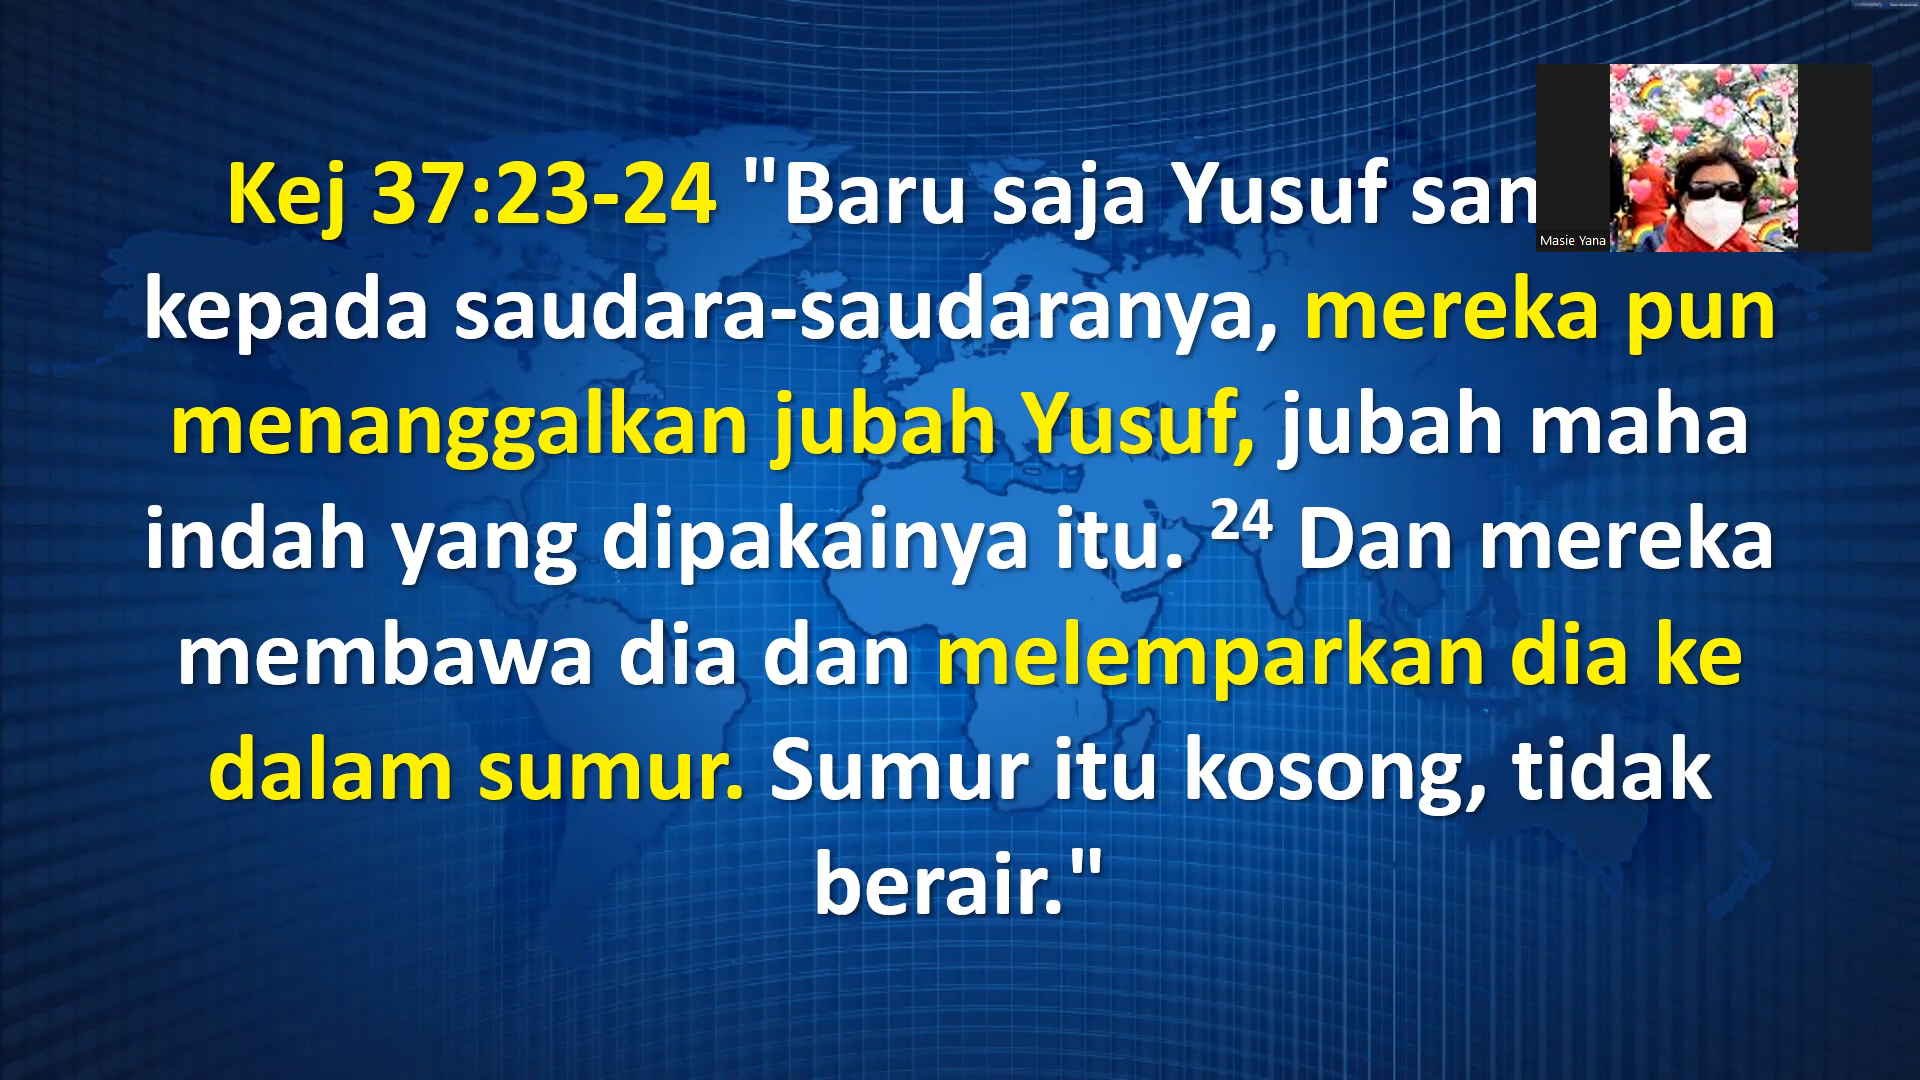 Kej 37:23-24 "Baru saja Yusuf
kepada saudara-saudaranya, mereka pun
menanggalkan jubah Yusuf, jubah maha
indah yang dipakainya itu. 24 Dan mereka
membawa dia dan melemparkan dia ke
dalam sumur. Sumur itu kosong, tidak
berair."
Masie Yana